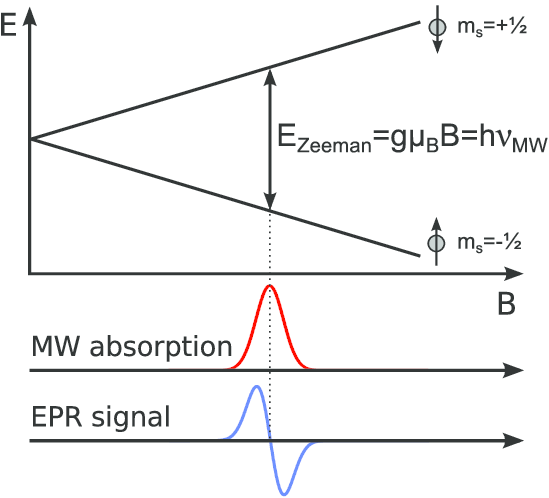 E
mₛ=+½
E_Zeeman=gμ_BB=hν_MW
mₛ=-½
B
MW absorption
EPR signal